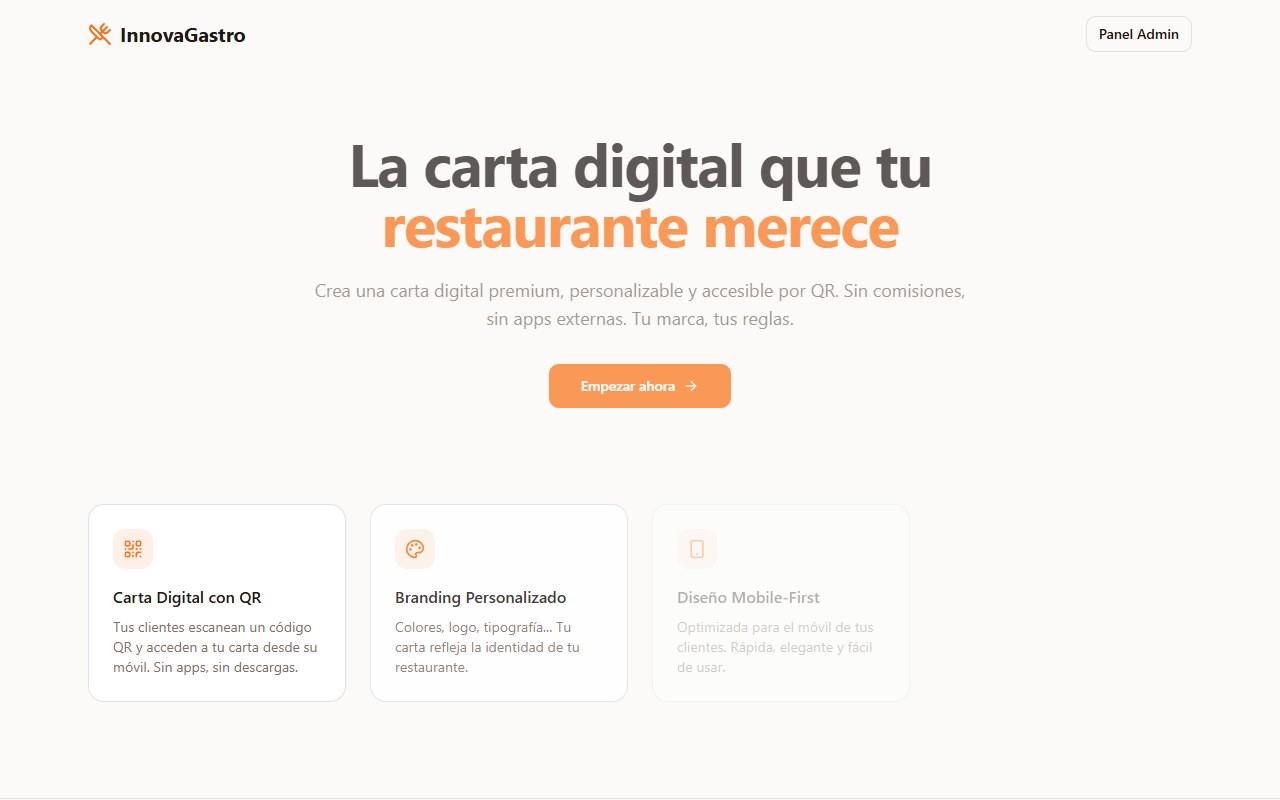 InnovaGastro
Panel Admin
La carta digital que tu
restaurante merece
Crea una carta digital premium, personalizable y accesible por QR. Sin comisiones,
sin apps externas. Tu marca, tus reglas.
Empezar ahora
Carta Digital con QR
Tus clientes escanean un código
QR y acceden a tu carta desde su
móvil. Sin apps, sin descargas.
Branding Personalizado
Colores, logo, tipografía... Tu
carta refleja la identidad de tu
restaurante.
Diseño Mobile-First
Optimizada para el móvil de tus
clientes. Rápida, elegante y fácil
de usar.